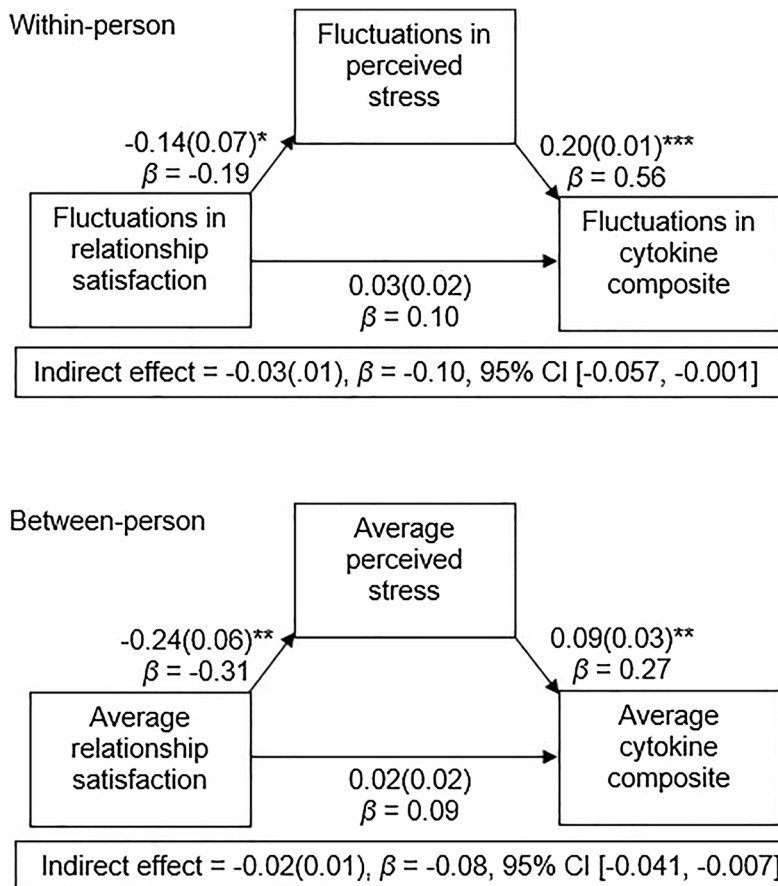 Within-person
Fluctuations in
perceived
stress
-0.14(0.07)*
β = -0.19
0.20(0.01)***
β = 0.56
Fluctuations in
relationship
satisfaction
0.03(0.02)
β = 0.10
Fluctuations in
cytokine
composite
Indirect effect = -0.03(.01), β = -0.10, 95% CI [-0.057, -0.001]
Between-person
Average
perceived
stress
-0.24(0.06)**
β = -0.31
0.09(0.03)**
β = 0.27
Average
relationship
satisfaction
0.02(0.02)
β = 0.09
Average
cytokine
composite
Indirect effect = -0.02(0.01), β = -0.08, 95% CI [-0.041, -0.007]